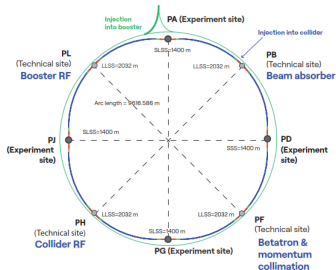 Injection
into booster
PA (Experiment site)
Injection into collider
SLSS=1400 m
PL
(Technical site)
Booster RF
LLSS=2032 m
LLSS=2032 m
PB
(Technical site)
Beam absorber
Arc length = 9616.586 m
SLSS=1400 m
PJ
(Experiment
site)
SSS=1400 m
PD
(Experiment
site)
PH
(Technical site)
Collider RF
LLSS=2032 m
LLSS=2032 m
SLSS=1400 m
PG (Experiment site)
PF
(Technical site)
Betatron &
momentum
collimation